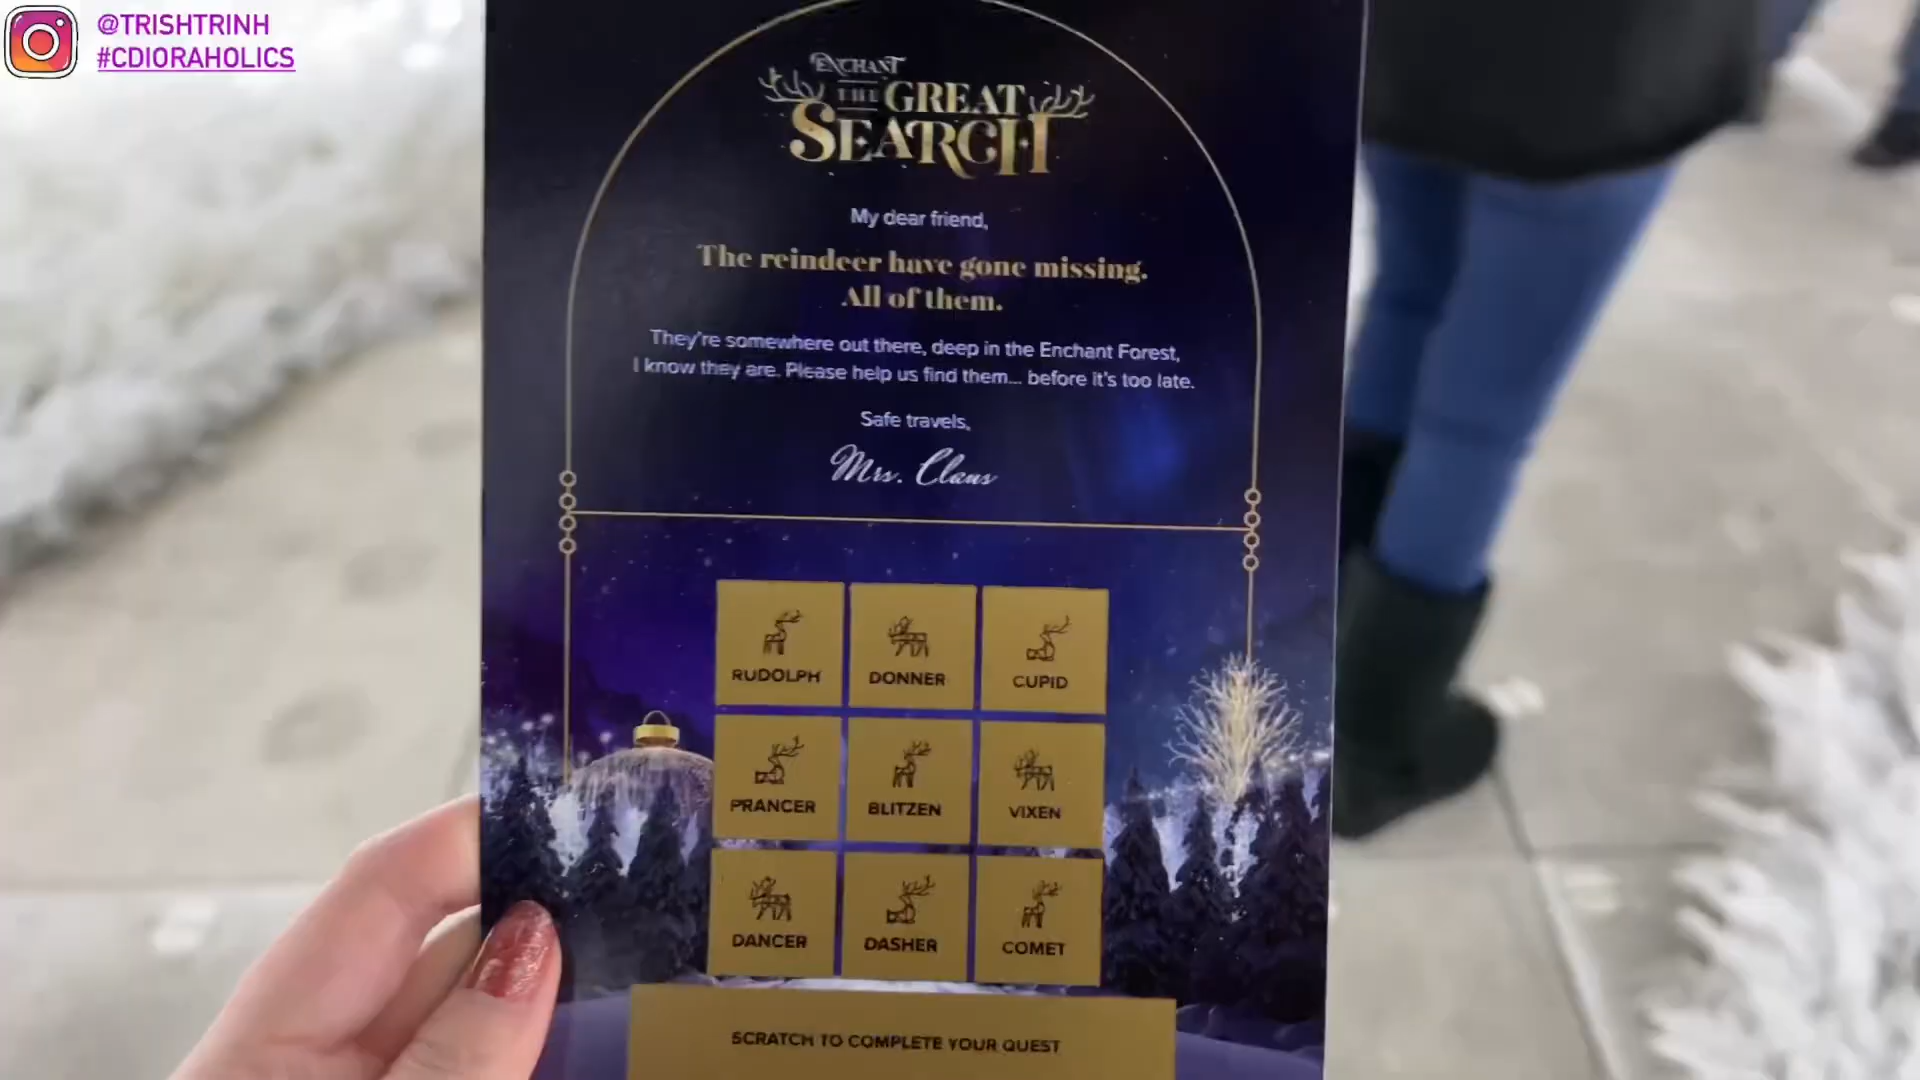 @TRISHTRINH
#CDIORAHOLICS
ENCHANT
THE GREAT
SEARCH
My dear friend,
The reindeer have gone missing.
All of them.
They're somewhere out there, deep in the Enchant Forest,
I know they are. Please help us find them... before it's too late.
Safe travels,
Mrs. Claus
RUDOLPH DONNER CUPID
PRANCER BLITZEN VIXEN
DANCER DASHER COMET
SCRATCH TO COMPLETE YOUR QUEST